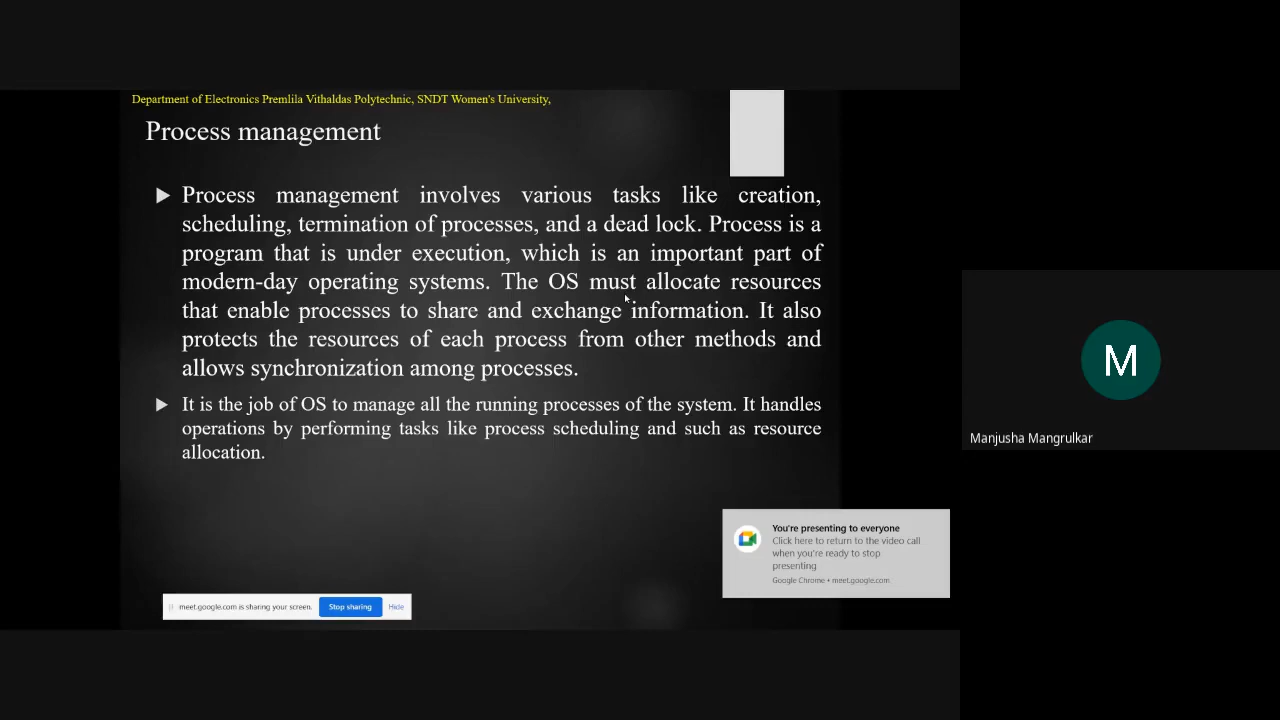 Department of Electronics Premlila Vithaldas Polytechnic, SNDT Women's University,
Process management
Process management involves various tasks like creation,
scheduling, termination of processes, and a dead lock. Process is a
program that is under execution, which is an important part of
modern-day operating systems. The OS must allocate resources
that enable processes to share and exchange information. It also
protects the resources of each process from other methods and
allows synchronization among processes.
It is the job of OS to manage all the running processes of the system. It handles
operations by performing tasks like process scheduling and such as resource
allocation.
You're presenting to everyone
Click here to return to the video call
when you're ready to stop
presenting
Google Chrome • meet.google.com
meet.google.com is sharing your screen.
Stop sharing
Hide
M
Manjusha Mangrulkar